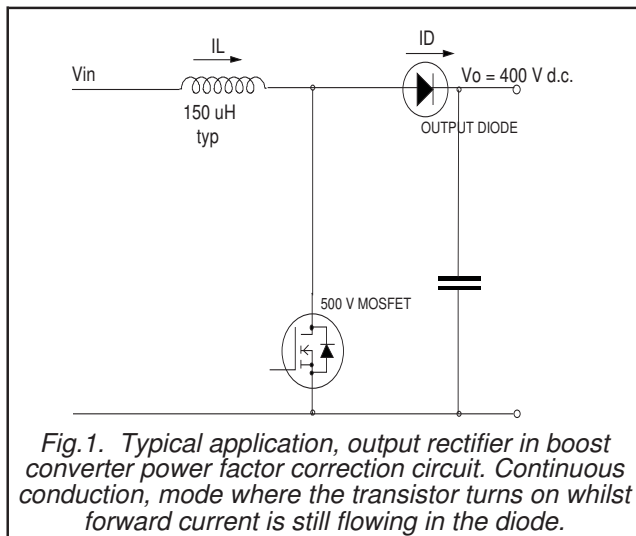 IL
ID
Vin
Vo = 400 V d.c.
150 uH
typ
OUTPUT DIODE
500 V MOSFET
Fig.1. Typical application, output rectifier in boost
converter power factor correction circuit. Continuous
conduction, mode where the transistor turns on whilst
forward current is still flowing in the diode.